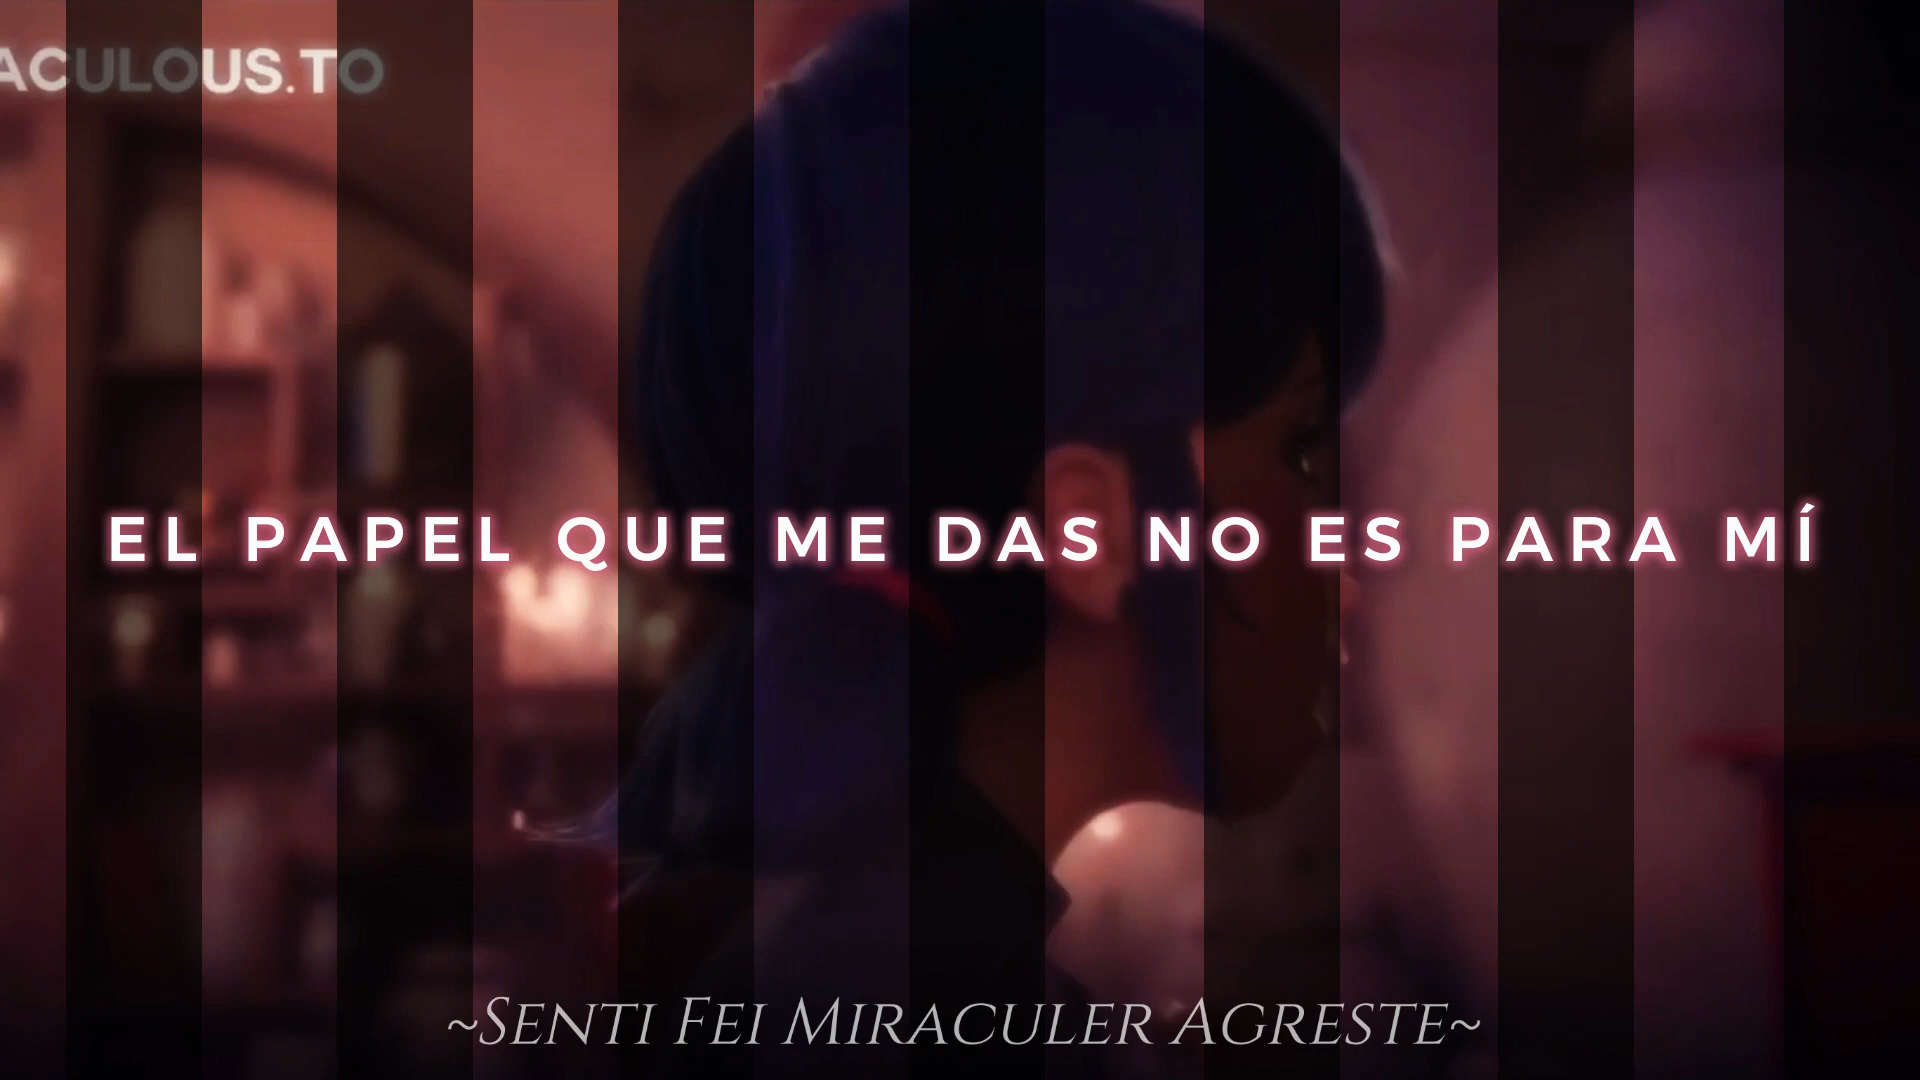 ACULOUS.TO
EL PAPEL QUE ME DAS NO ES PARA MÍ
~SENTI FEI MIRACULER AGRESTE~